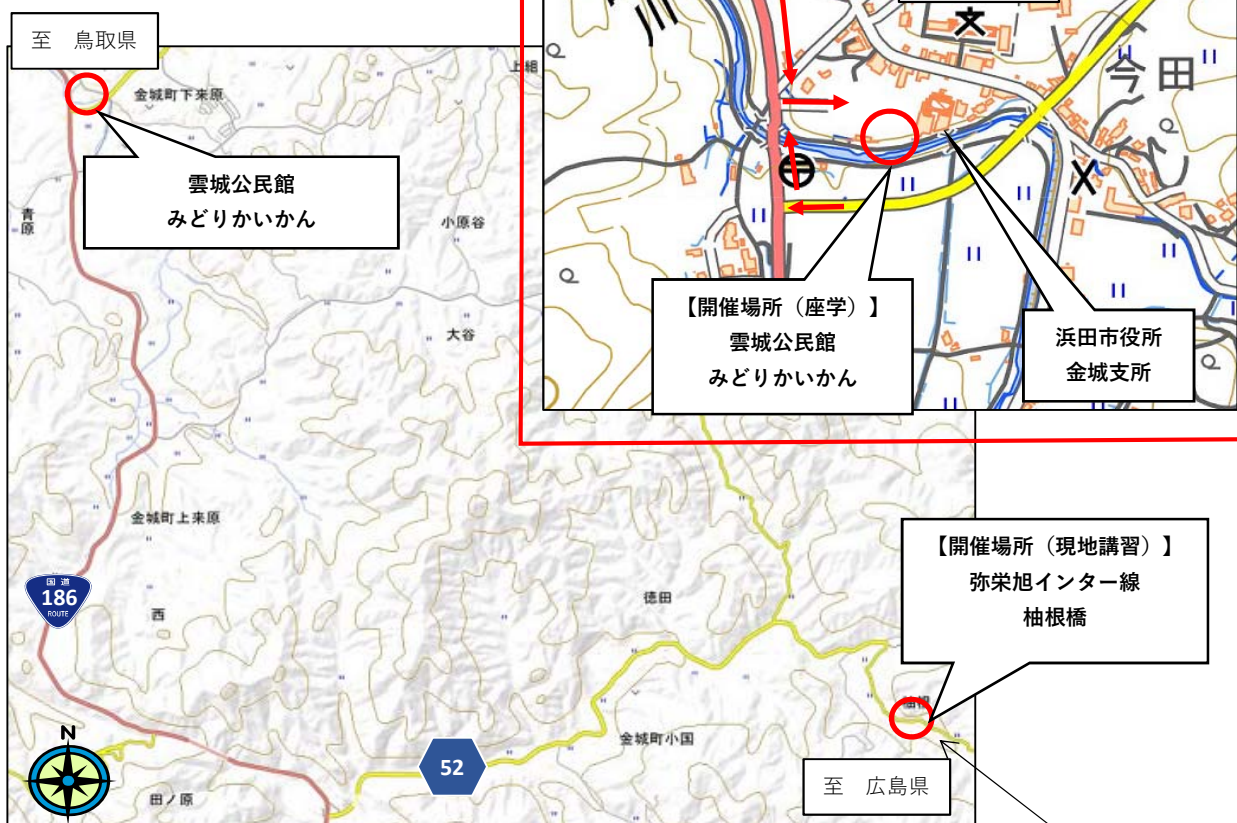 至 鳥取県
金城町下来原
上組
雲城公民館
みどりかいかん
青原
小原谷
大谷
今田
【開催場所（座学）】
雲城公民館
みどりかいかん
浜田市役所
金城支所
金城町上来原
国道
186
ROUTE
西
徳田
【開催場所（現地講習）】
弥栄旭インター線
柚根橋
柚根
金城町小国
N
52
至 広島県
田ノ原